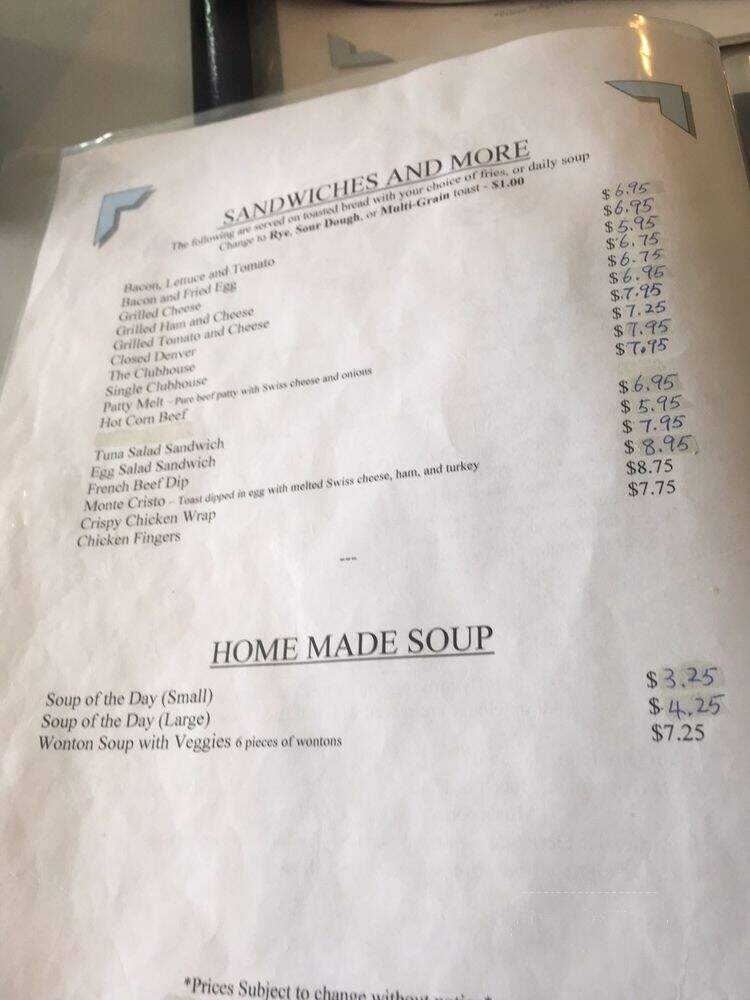 SANDWICHES AND MORE
The following are served on toasted bread with your choice of fries, or daily soup
Change to Rye, Sour Dough, or Multi-Grain toast - $1.00
Bacon, Lettuce and Tomato $6.95
Bacon and Fried Egg $6.95
Grilled Cheese $5.95
Grilled Ham and Cheese $6.75
Grilled Tomato and Cheese $6.75
Closed Denver $6.95
The Clubhouse $7.95
Single Clubhouse $7.25
Patty Melt - Pure beef patty with Swiss cheese and onions $7.95
Hot Corn Beef $7.95
Tuna Salad Sandwich $6.95
Egg Salad Sandwich $5.95
French Beef Dip $7.95
Monte Cristo - Toast dipped in egg with melted Swiss cheese, ham, and turkey $8.95
Crispy Chicken Wrap $8.75
Chicken Fingers $7.75
---
HOME MADE SOUP
Soup of the Day (Small) $3.25
Soup of the Day (Large) $4.25
Wonton Soup with Veggies 6 pieces of wontons $7.25
*Prices Subject to change without